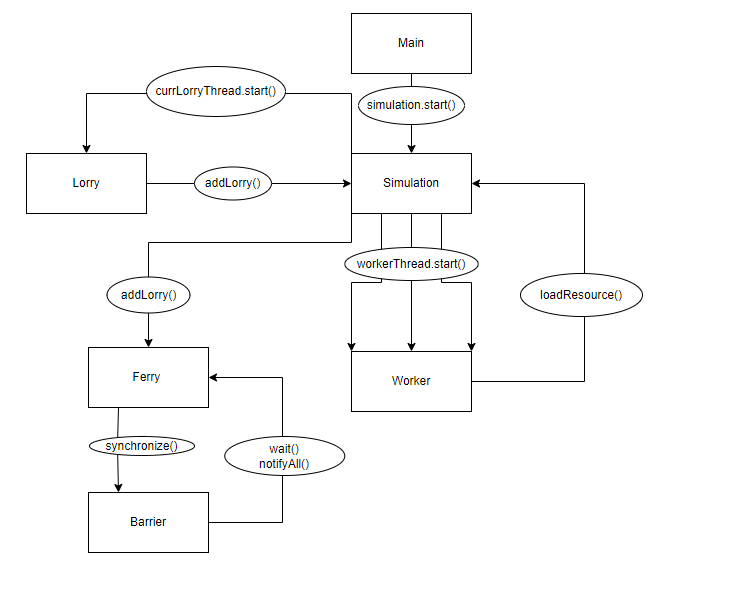 Main
currLorryThread.start()
simulation.start()
Lorry
addLorry()
Simulation
workerThread.start()
addLorry()
loadResource()
Ferry
Worker
synchronize()
wait()
notifyAll()
Barrier